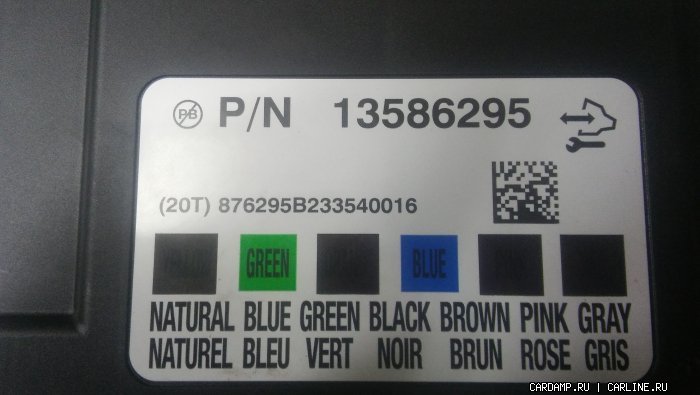 PB P/N 13586295
(20T) 876295B233540016
GREEN BLUE
NATURAL BLUE GREEN BLACK BROWN PINK GRAY
NATUREL BLEU VERT NOIR BRUN ROSE GRIS
CARDAMP.RU | CARLINE.RU